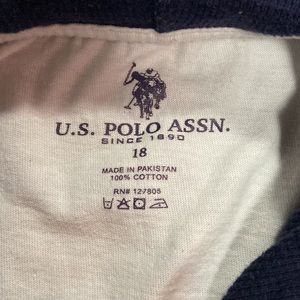 U.S. POLO ASSN.
SINCE 1890
18
MADE IN PAKISTAN
100% COTTON
RN# 127805